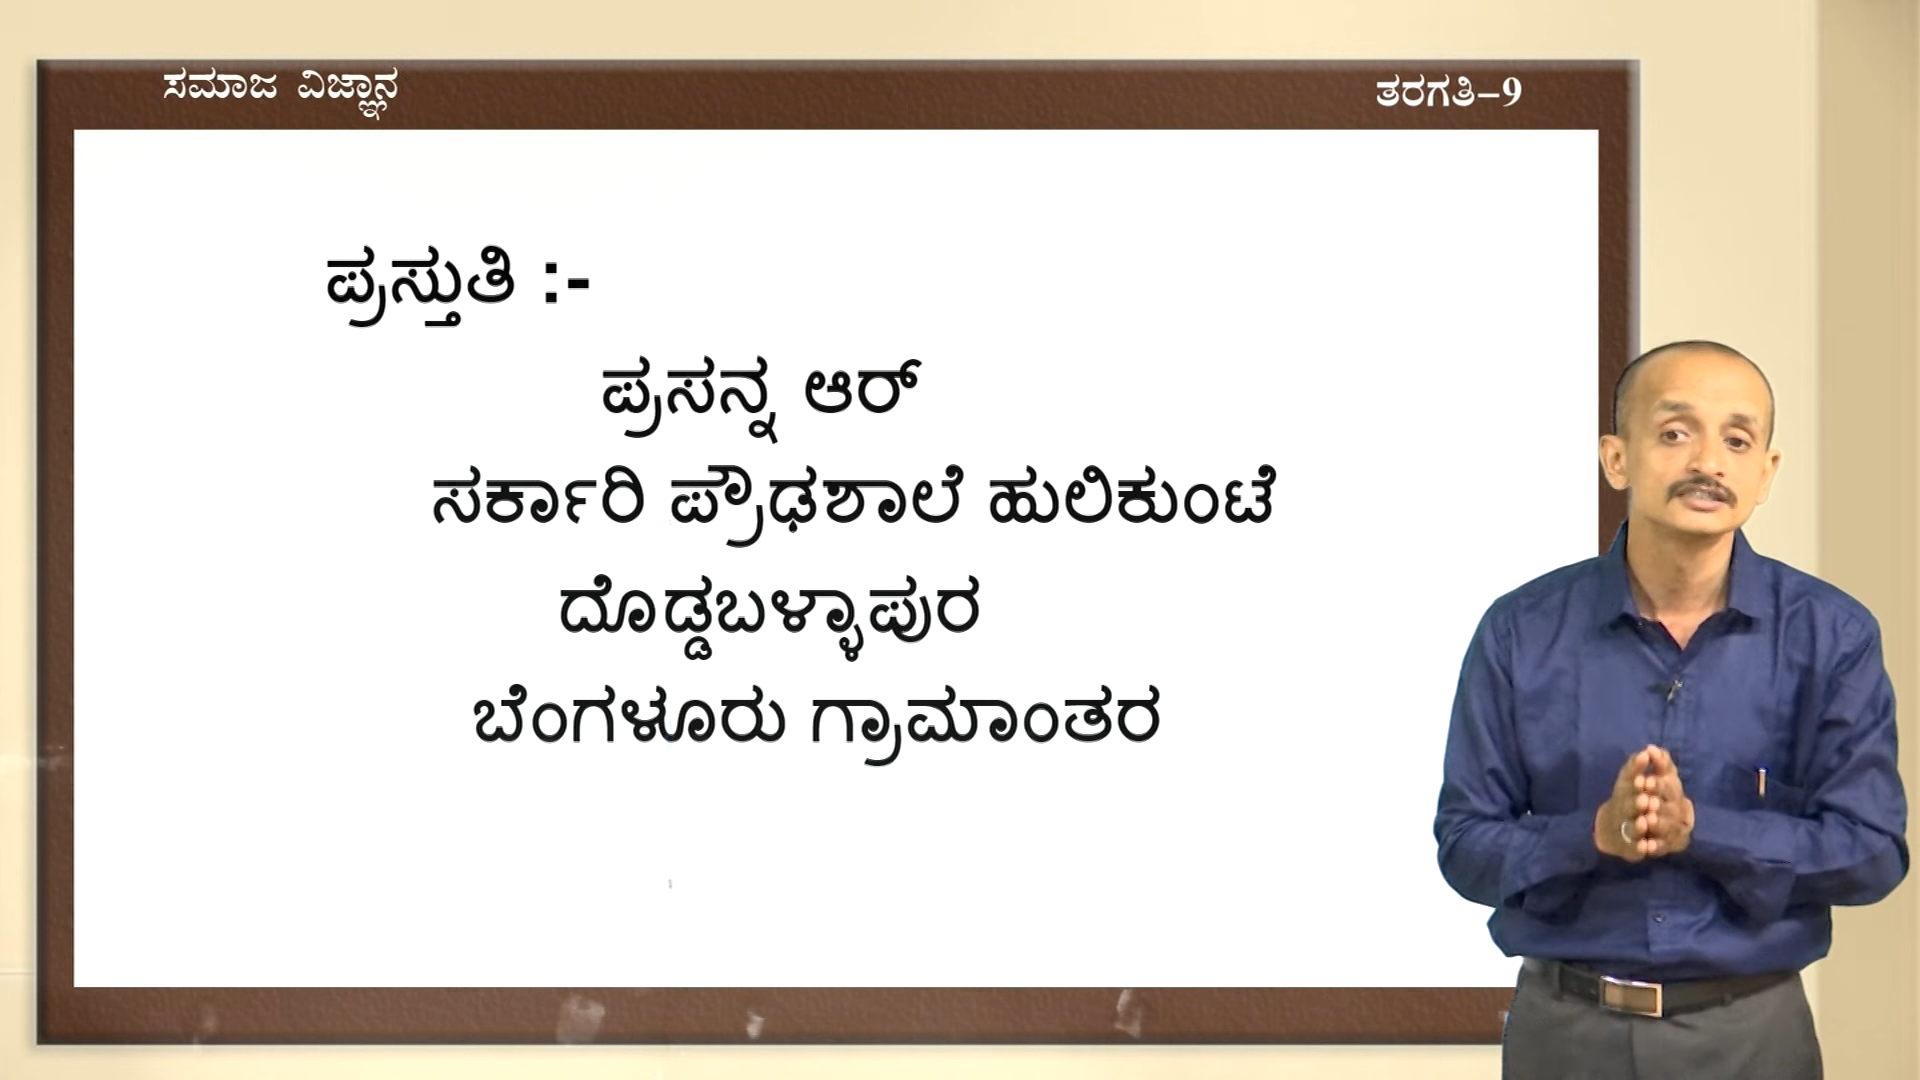 ಸಮಾಜ ವಿಜ್ಞಾನ
ತರಗತಿ–9
ಪ್ರಸ್ತುತಿ :-
ಪ್ರಸನ್ನ ಆರ್
ಸರ್ಕಾರಿ ಪ್ರೌಢಶಾಲೆ ಹುಲಿಕುಂಟೆ
ದೊಡ್ಡಬಳ್ಳಾಪುರ
ಬೆಂಗಳೂರು ಗ್ರಾಮಾಂತರ